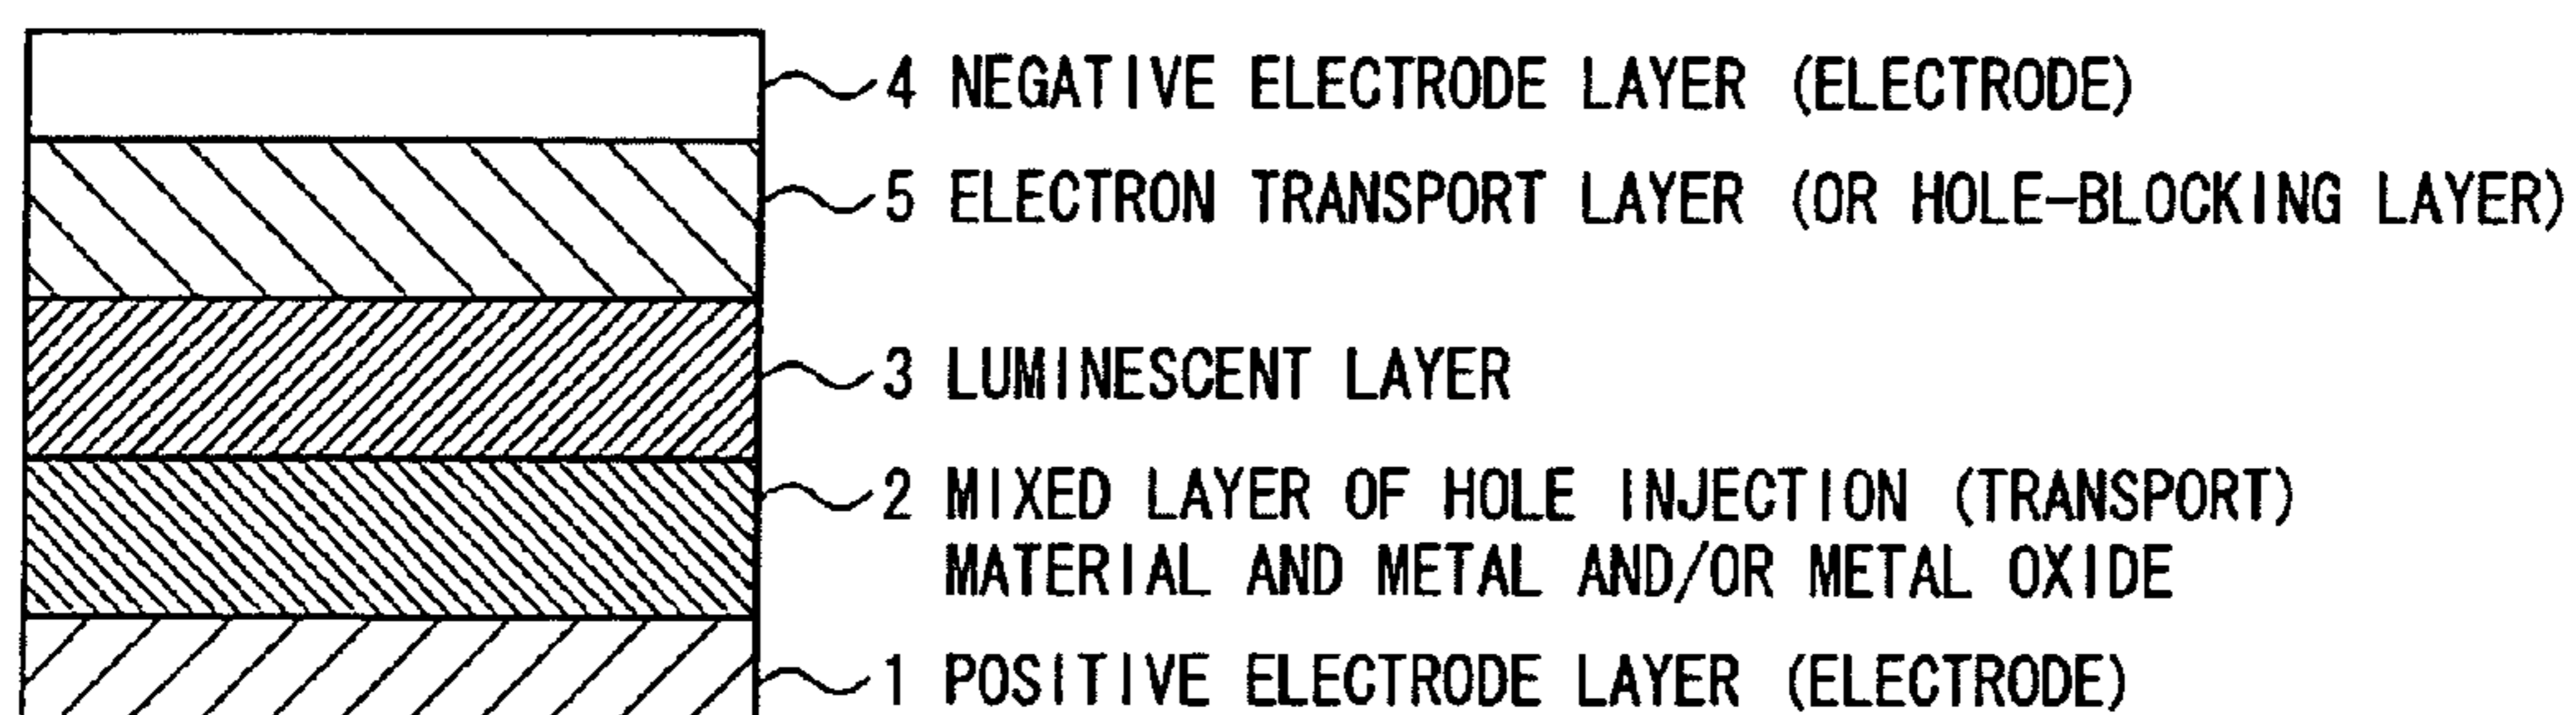 4 NEGATIVE ELECTRODE LAYER (ELECTRODE)
5 ELECTRON TRANSPORT LAYER (OR HOLE-BLOCKING LAYER)
3 LUMINESCENT LAYER
2 MIXED LAYER OF HOLE INJECTION (TRANSPORT)
MATERIAL AND METAL AND/OR METAL OXIDE
1 POSITIVE ELECTRODE LAYER (ELECTRODE)